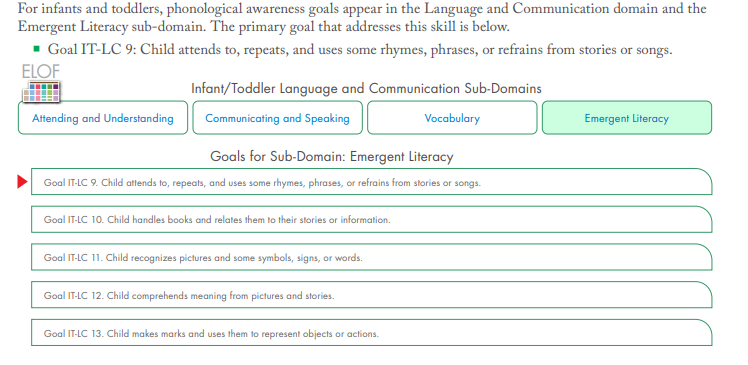 For infants and toddlers, phonological awareness goals appear in the Language and Communication domain and the
Emergent Literacy sub-domain. The primary goal that addresses this skill is below.
Goal IT-LC 9: Child attends to, repeats, and uses some rhymes, phrases, or refrains from stories or songs.
ELOF
Infant/Toddler Language and Communication Sub-Domains
Attending and Understanding
Communicating and Speaking
Vocabulary
Emergent Literacy
Goals for Sub-Domain: Emergent Literacy
Goal IT-LC 9. Child attends to, repeats, and uses some rhymes, phrases, or refrains from stories or songs.
Goal IT-LC 10. Child handles books and relates them to their stories or information.
Goal IT-LC 11. Child recognizes pictures and some symbols, signs, or words.
Goal IT-LC 12. Child comprehends meaning from pictures and stories.
Goal IT-LC 13. Child makes marks and uses them to represent objects or actions.